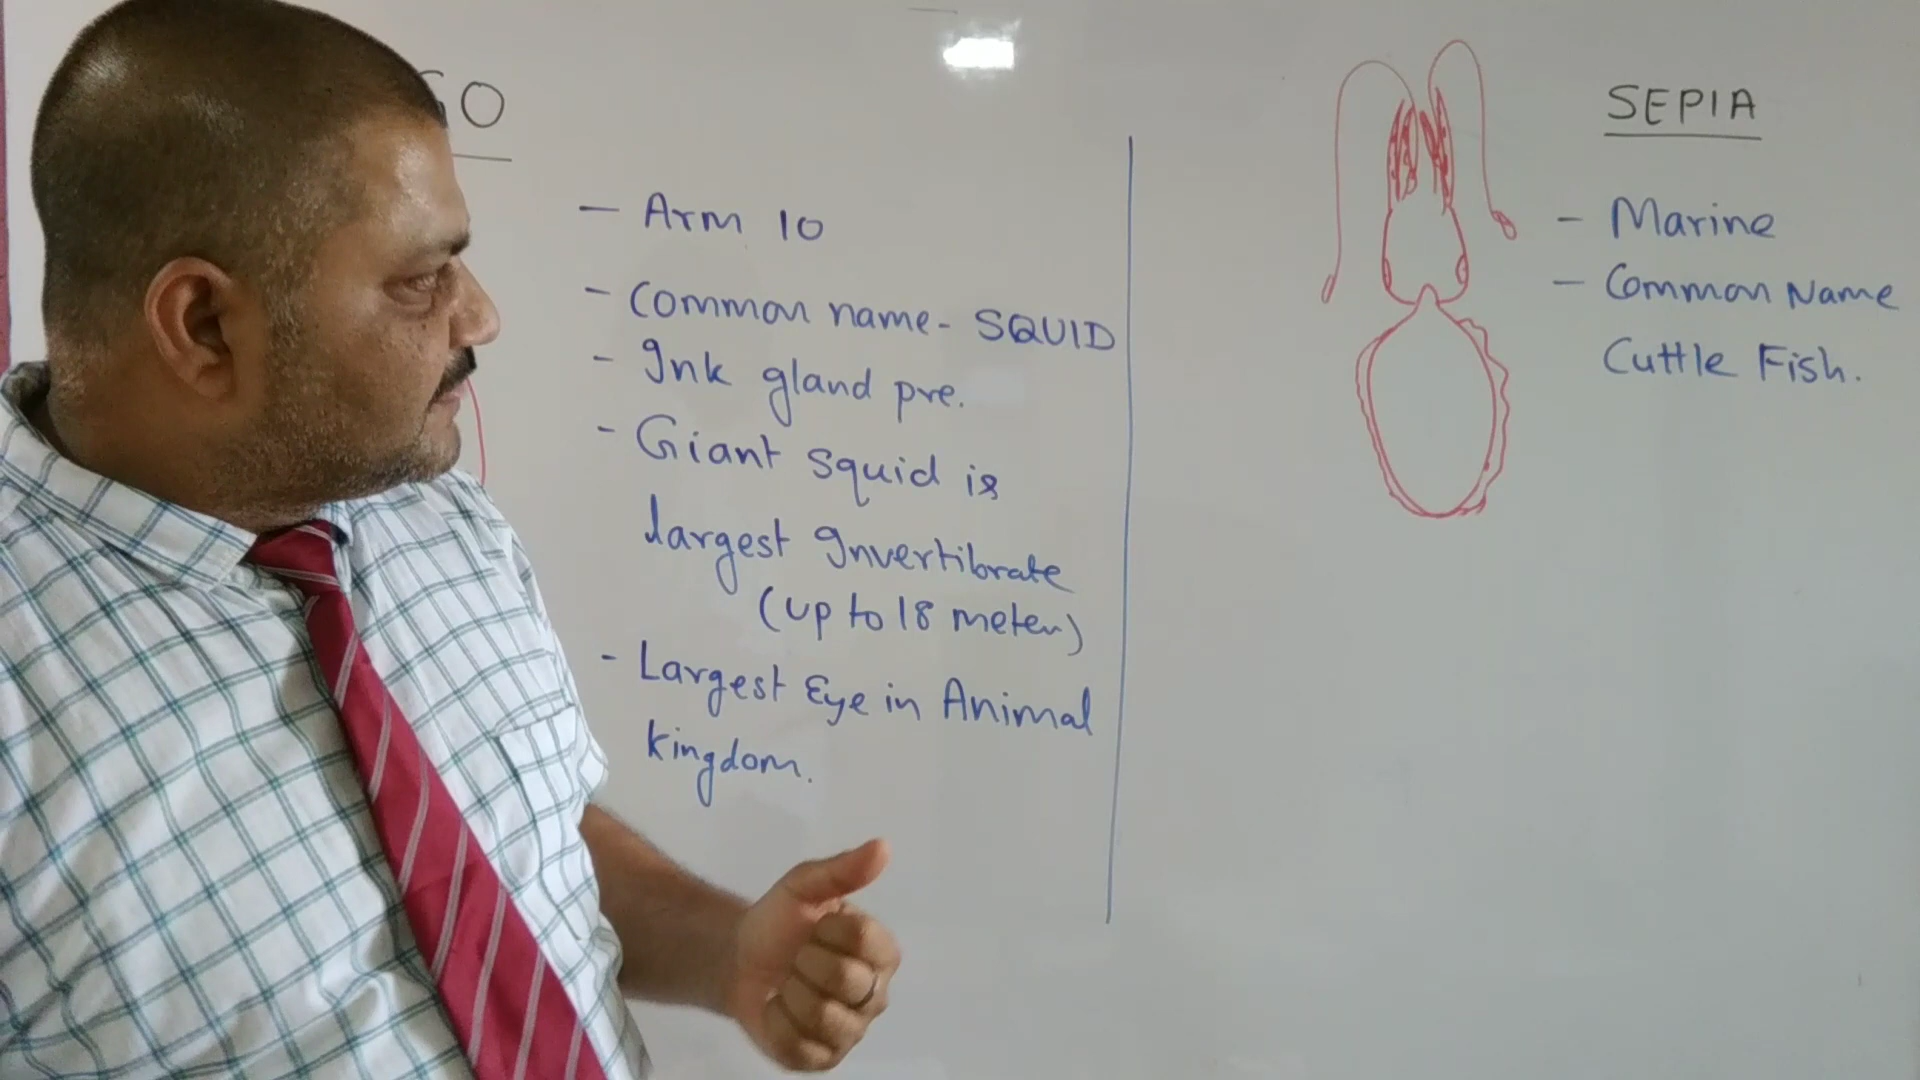 GO
- Arm 10
- Common name - SQUID
- Ink gland pre.
- Giant squid is
largest Invertibrate
(up to 18 meter)
- Largest Eye in Animal
kingdom.
SEPIA
- Marine
- Common Name
Cuttle Fish.